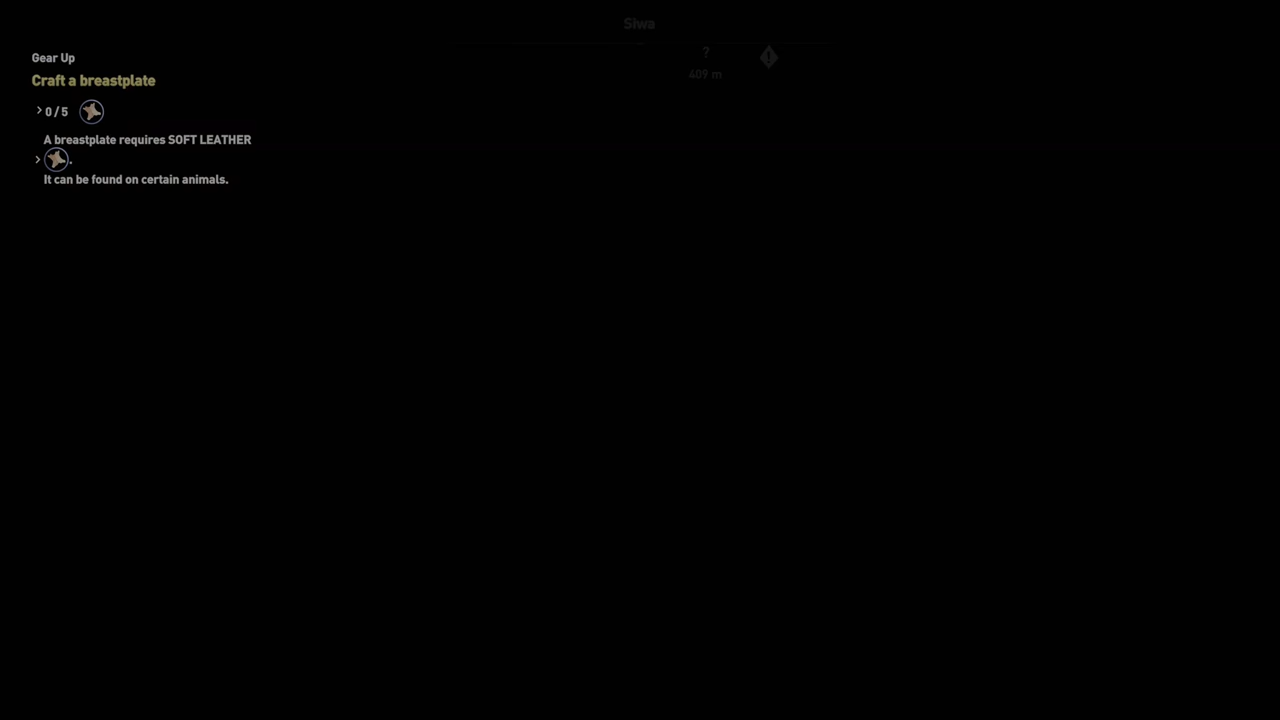 Siwa
?
409 m
Gear Up
Craft a breastplate
> 0/5
A breastplate requires SOFT LEATHER
> .
It can be found on certain animals.